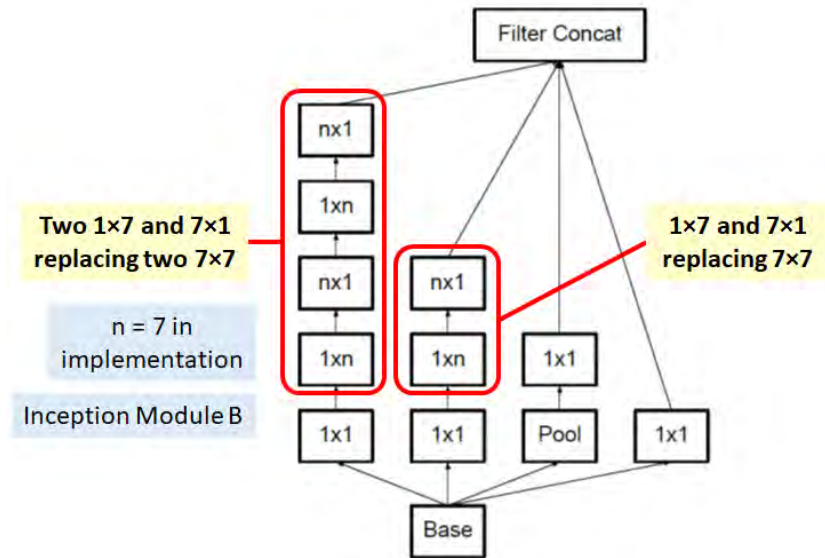 Filter Concat
nx1
1xn
Two 1×7 and 7×1
replacing two 7×7
1×7 and 7×1
replacing 7×7
nx1
nx1
n = 7 in
implementation
1xn
1xn
1x1
Inception Module B
1x1
1x1
Pool
1x1
Base